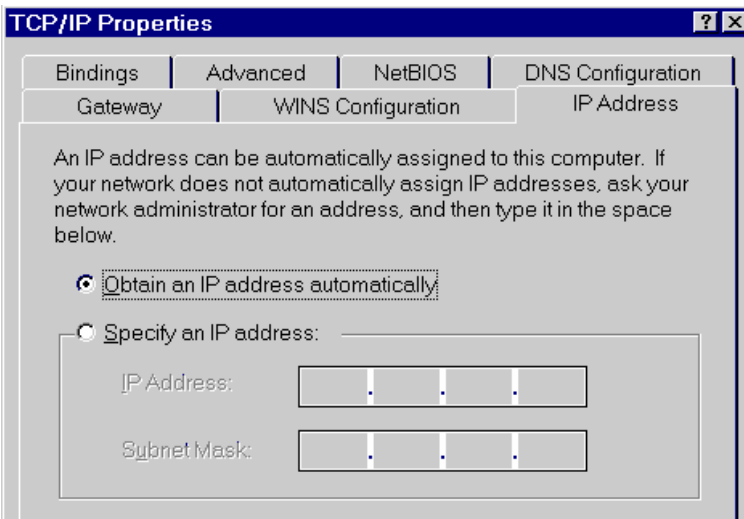 TCP/IP Properties
Bindings Advanced NetBIOS DNS Configuration
Gateway WINS Configuration IP Address
An IP address can be automatically assigned to this computer. If
your network does not automatically assign IP addresses, ask your
network administrator for an address, and then type it in the space
below.
Obtain an IP address automatically
Specify an IP address:
IP Address:
Subnet Mask: